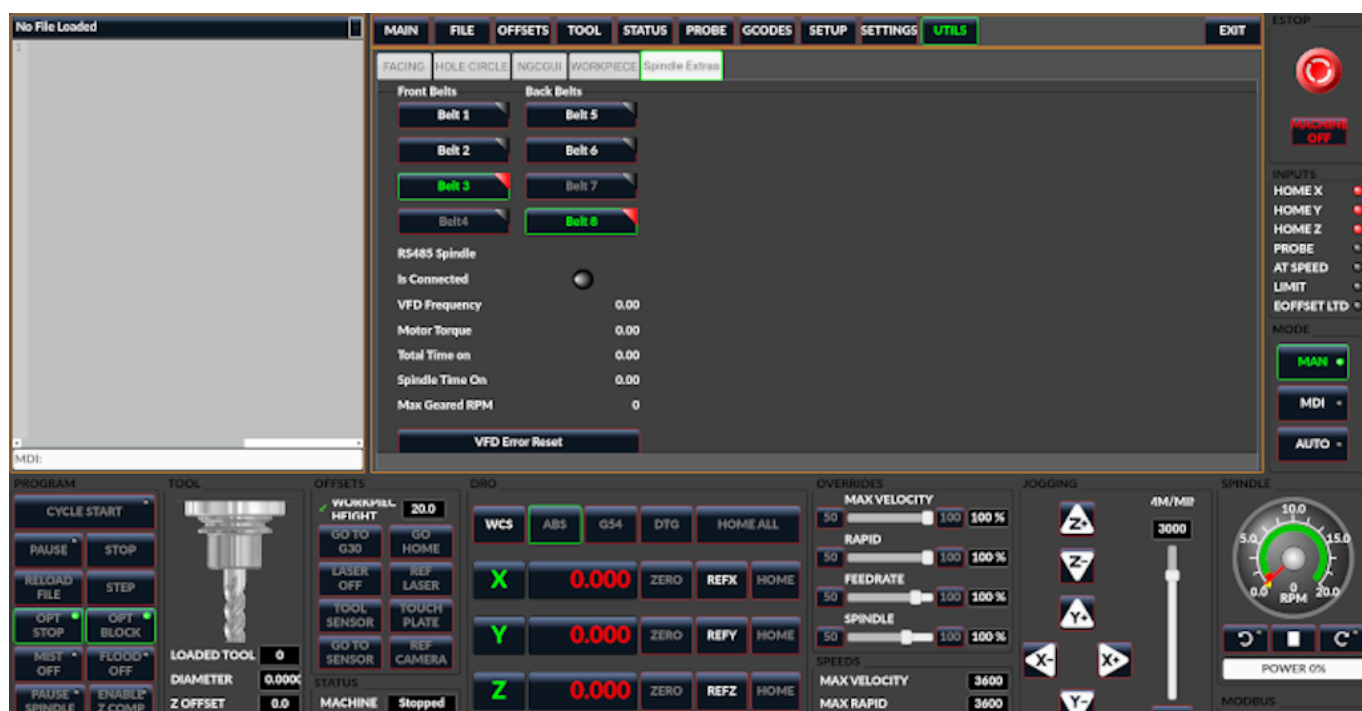 No File Loaded
MAIN FILE OFFSETS TOOL STATUS PROBE GCODES SETUP SETTINGS UTILS EXIT
ESTOP
1
FACING HOLE CIRCLE NGCGUI WORKPIECE Spindle Extras
Front Belts Back Belts
Belt 1 Belt 5
Belt 2 Belt 6
Belt 3 Belt 7
Belt4 Belt 8
RS485 Spindle
Is Connected
VFD Frequency 0.00
Motor Torque 0.00
Total Time on 0.00
Spindle Time On 0.00
Max Geared RPM 0
VFD Error Reset
MACHINE
OFF
INPUTS
HOME X
HOME Y
HOME Z
PROBE
AT SPEED
LIMIT
EOFFSET LTD
MODE
MAN
MDI
AUTO
MDI:
PROGRAM
CYCLE START
PAUSE STOP
RELOAD
FILE
STEP
OPT
STOP
OPT
BLOCK
MIST
OFF
FLOOD
OFF
PAUSE
SPINDLE
ENABLE
Z COMP
TOOL
LOADED TOOL 0
DIAMETER 0.000
Z OFFSET 0.0
OFFSETS
WORKPIEC
HEIGHT
20.0
GO TO
G30
GO
HOME
LASER
OFF
REF
LASER
TOOL
SENSOR
TOUCH
PLATE
GO TO
SENSOR
REF
CAMERA
STATUS
MACHINE Stopped
DRO
WCS ABS G54 DTG HOME ALL
X 0.000 ZERO REFX HOME
Y 0.000 ZERO REFY HOME
Z 0.000 ZERO REFZ HOME
OVERRIDES
MAX VELOCITY
50 100 100 %
RAPID
50 100 100 %
FEEDRATE
50 100 100 %
SPINDLE
50 100 100 %
SPEEDS
MAX VELOCITY 3600
MAX RAPID 3600
JOGGING
3000
Z+
Z-
Y+
X- X+
Y-
SPINDLE
10.0
5.0 15.0
0.0 0 20.0
RPM
POWER 0%
MODBUS